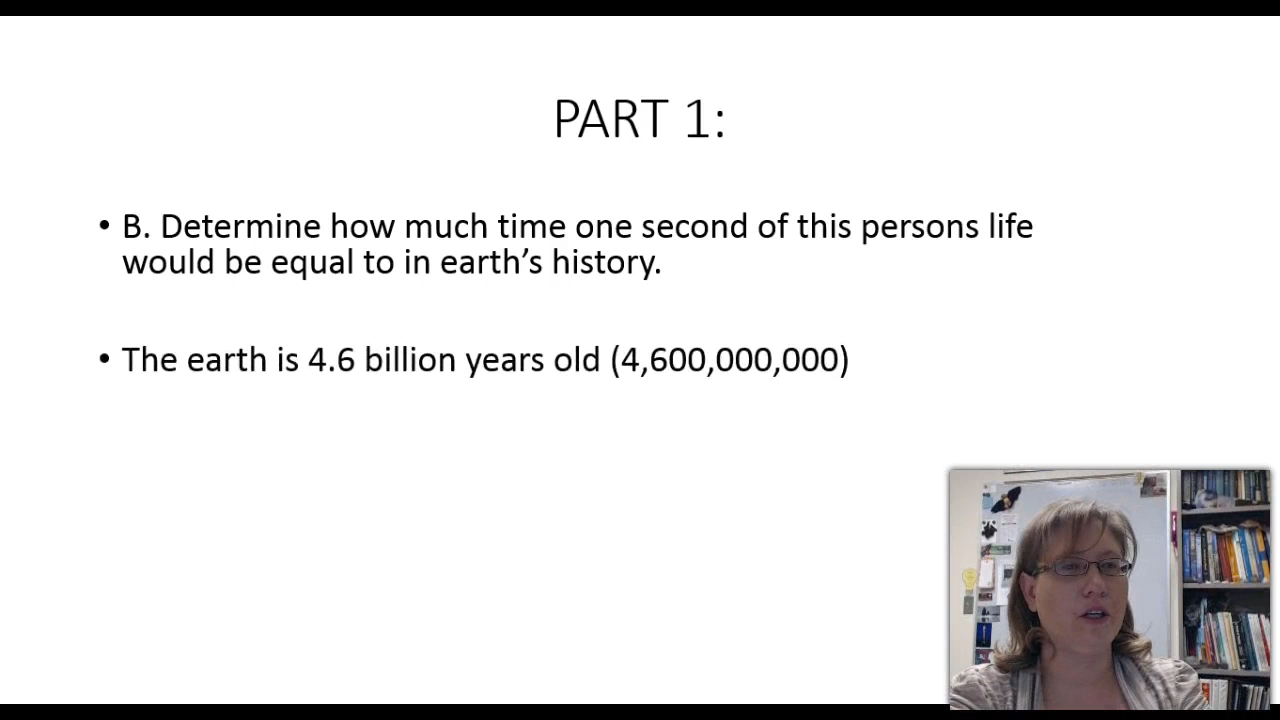 PART 1:
• B. Determine how much time one second of this persons life
would be equal to in earth’s history.
• The earth is 4.6 billion years old (4,600,000,000)